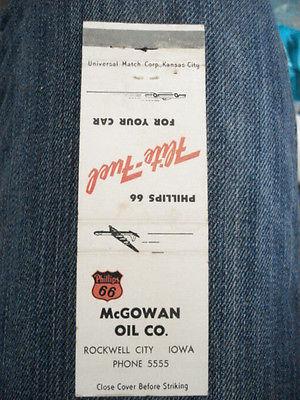 Universal Match Corp., Kansas City
FOR YOUR CAR
Flite-Fuel
PHILLIPS 66
Phillips
66
McGOWAN
OIL CO.
ROCKWELL CITY IOWA
PHONE 5555
Close Cover Before Striking